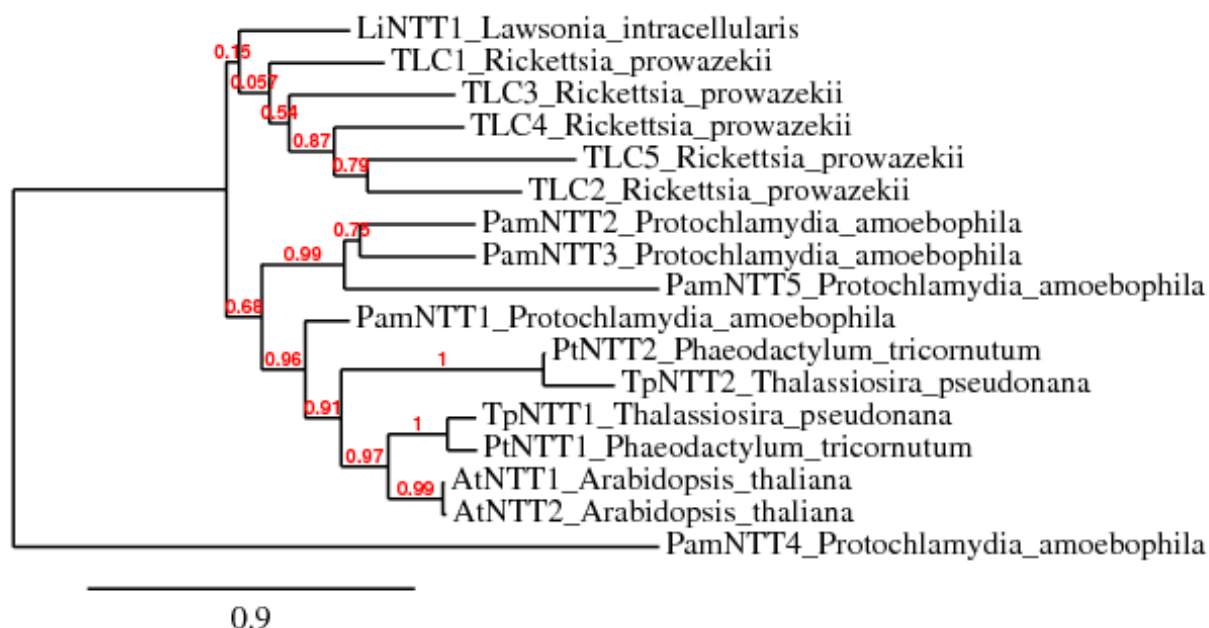 LiNTT1_Lawsonia_intracellularis
0.15
TLC1_Rickettsia_prowazekii
0.057
TLC3_Rickettsia_prowazekii
0.54
TLC4_Rickettsia_prowazekii
0.87
TLC5_Rickettsia_prowazekii
0.79
TLC2_Rickettsia_prowazekii
PamNTT2_Protochlamydia_amoebophila
0.75
PamNTT3_Protochlamydia_amoebophila
0.99
PamNTT5_Protochlamydia_amoebophila
0.68
PamNTT1_Protochlamydia_amoebophila
0.96
PtNTT2_Phaeodactylum_tricornutum
1
TpNTT2_Thalassiosira_pseudonana
0.91
TpNTT1_Thalassiosira_pseudonana
1
PtNTT1_Phaeodactylum_tricornutum
0.97
AtNTT1_Arabidopsis_thaliana
0.99
AtNTT2_Arabidopsis_thaliana
PamNTT4_Protochlamydia_amoebophila
0.9